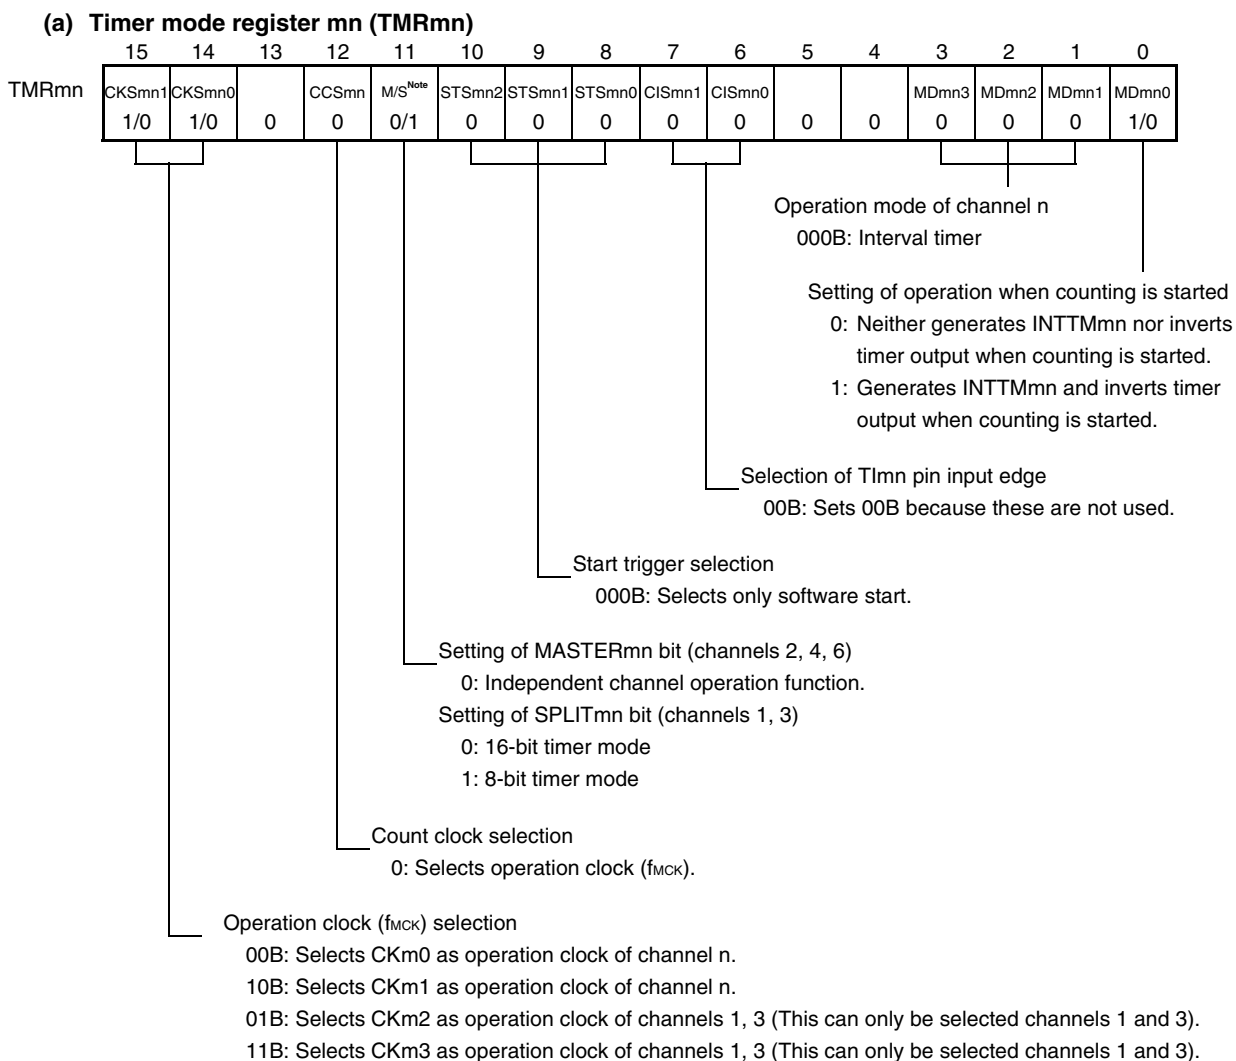 (a) Timer mode register mn (TMRmn)
15 14 13 12 11 10 9 8 7 6 5 4 3 2 1 0
TMRmn CKSmn1 CKSmn0 CCSmn M/S Note STSmn2 STSmn1 STSmn0 CISmn1 CISmn0 MDmn3 MDmn2 MDmn1 MDmn0
1/0 1/0 0 0 0/1 0 0 0 0 0 0 0 0 0 0 1/0
Operation mode of channel n
000B: Interval timer
Setting of operation when counting is started
0: Neither generates INTTMmn nor inverts
timer output when counting is started.
1: Generates INTTMmn and inverts timer
output when counting is started.
Selection of TImn pin input edge
00B: Sets 00B because these are not used.
Start trigger selection
000B: Selects only software start.
Setting of MASTERmn bit (channels 2, 4, 6)
0: Independent channel operation function.
Setting of SPLITmn bit (channels 1, 3)
0: 16-bit timer mode
1: 8-bit timer mode
Count clock selection
0: Selects operation clock (fMCK).
Operation clock (fMCK) selection
00B: Selects CKm0 as operation clock of channel n.
10B: Selects CKm1 as operation clock of channel n.
01B: Selects CKm2 as operation clock of channels 1, 3 (This can only be selected channels 1 and 3).
11B: Selects CKm3 as operation clock of channels 1, 3 (This can only be selected channels 1 and 3).